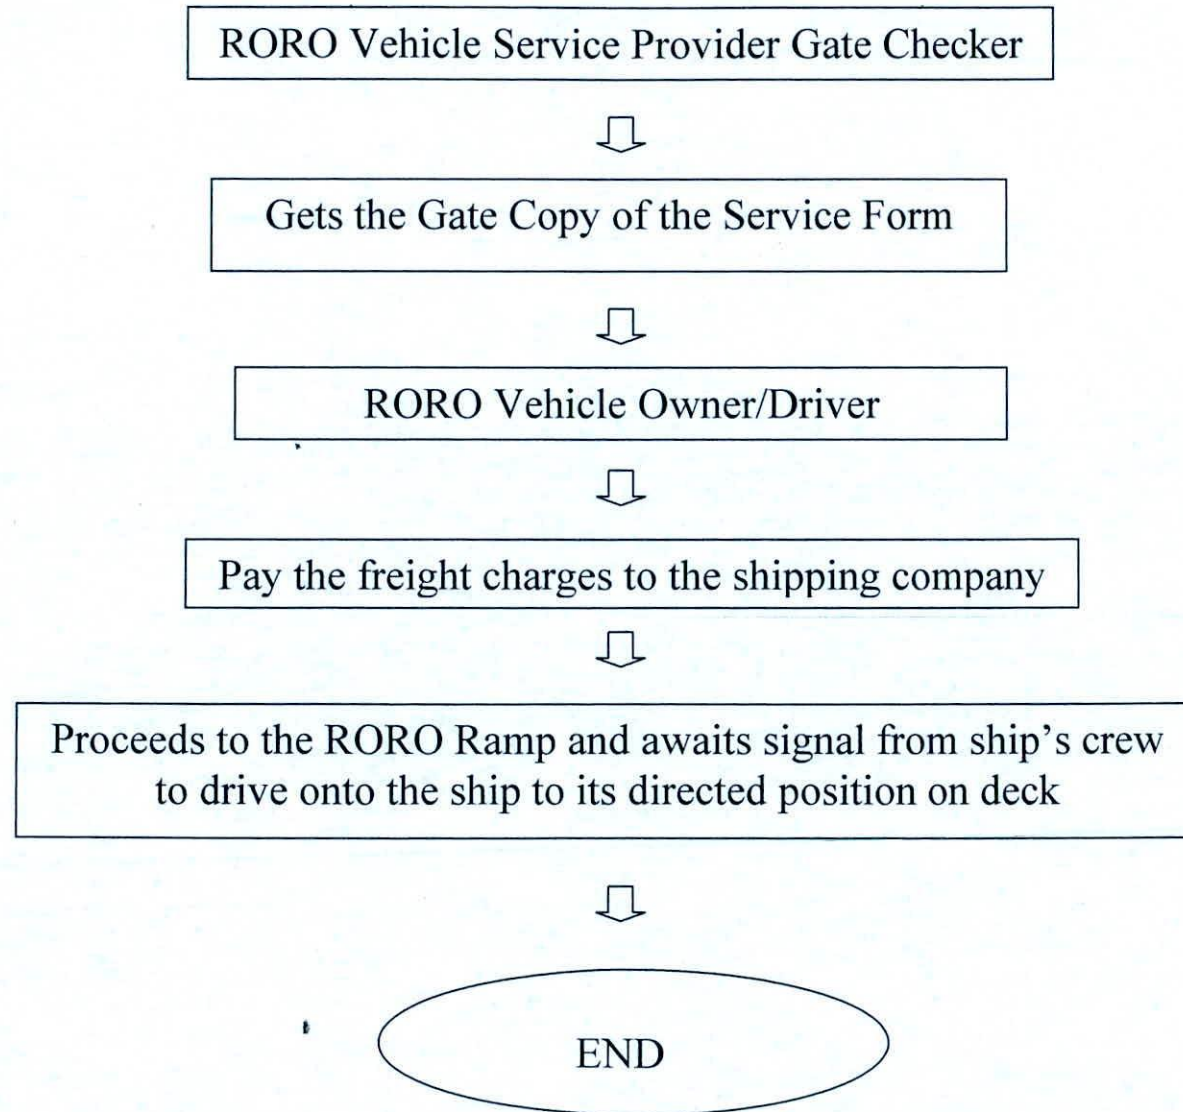 RORO Vehicle Service Provider Gate Checker
Gets the Gate Copy of the Service Form
RORO Vehicle Owner/Driver
Pay the freight charges to the shipping company
Proceeds to the RORO Ramp and awaits signal from ship's crew
to drive onto the ship to its directed position on deck
END